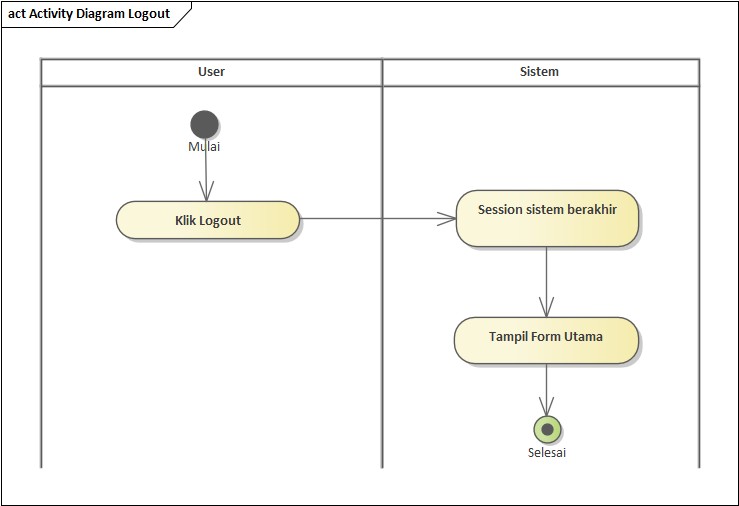 act Activity Diagram Logout
User
Sistem
Mulai
Klik Logout
Session sistem berakhir
Tampil Form Utama
Selesai